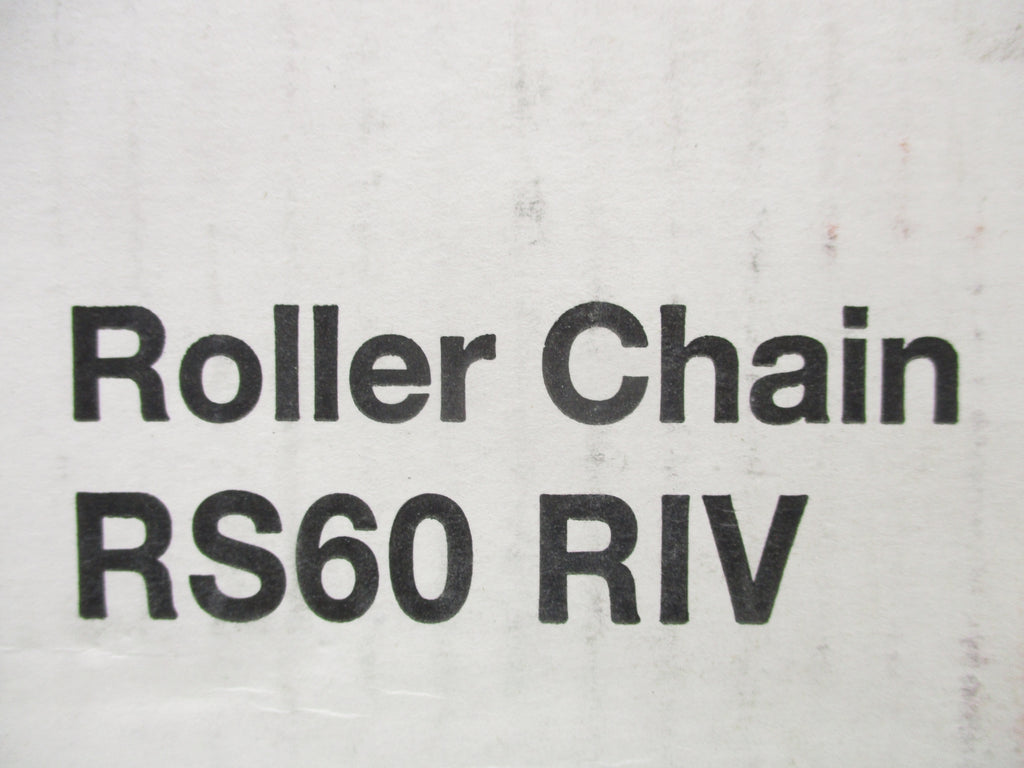 Roller Chain
RS60 RIV